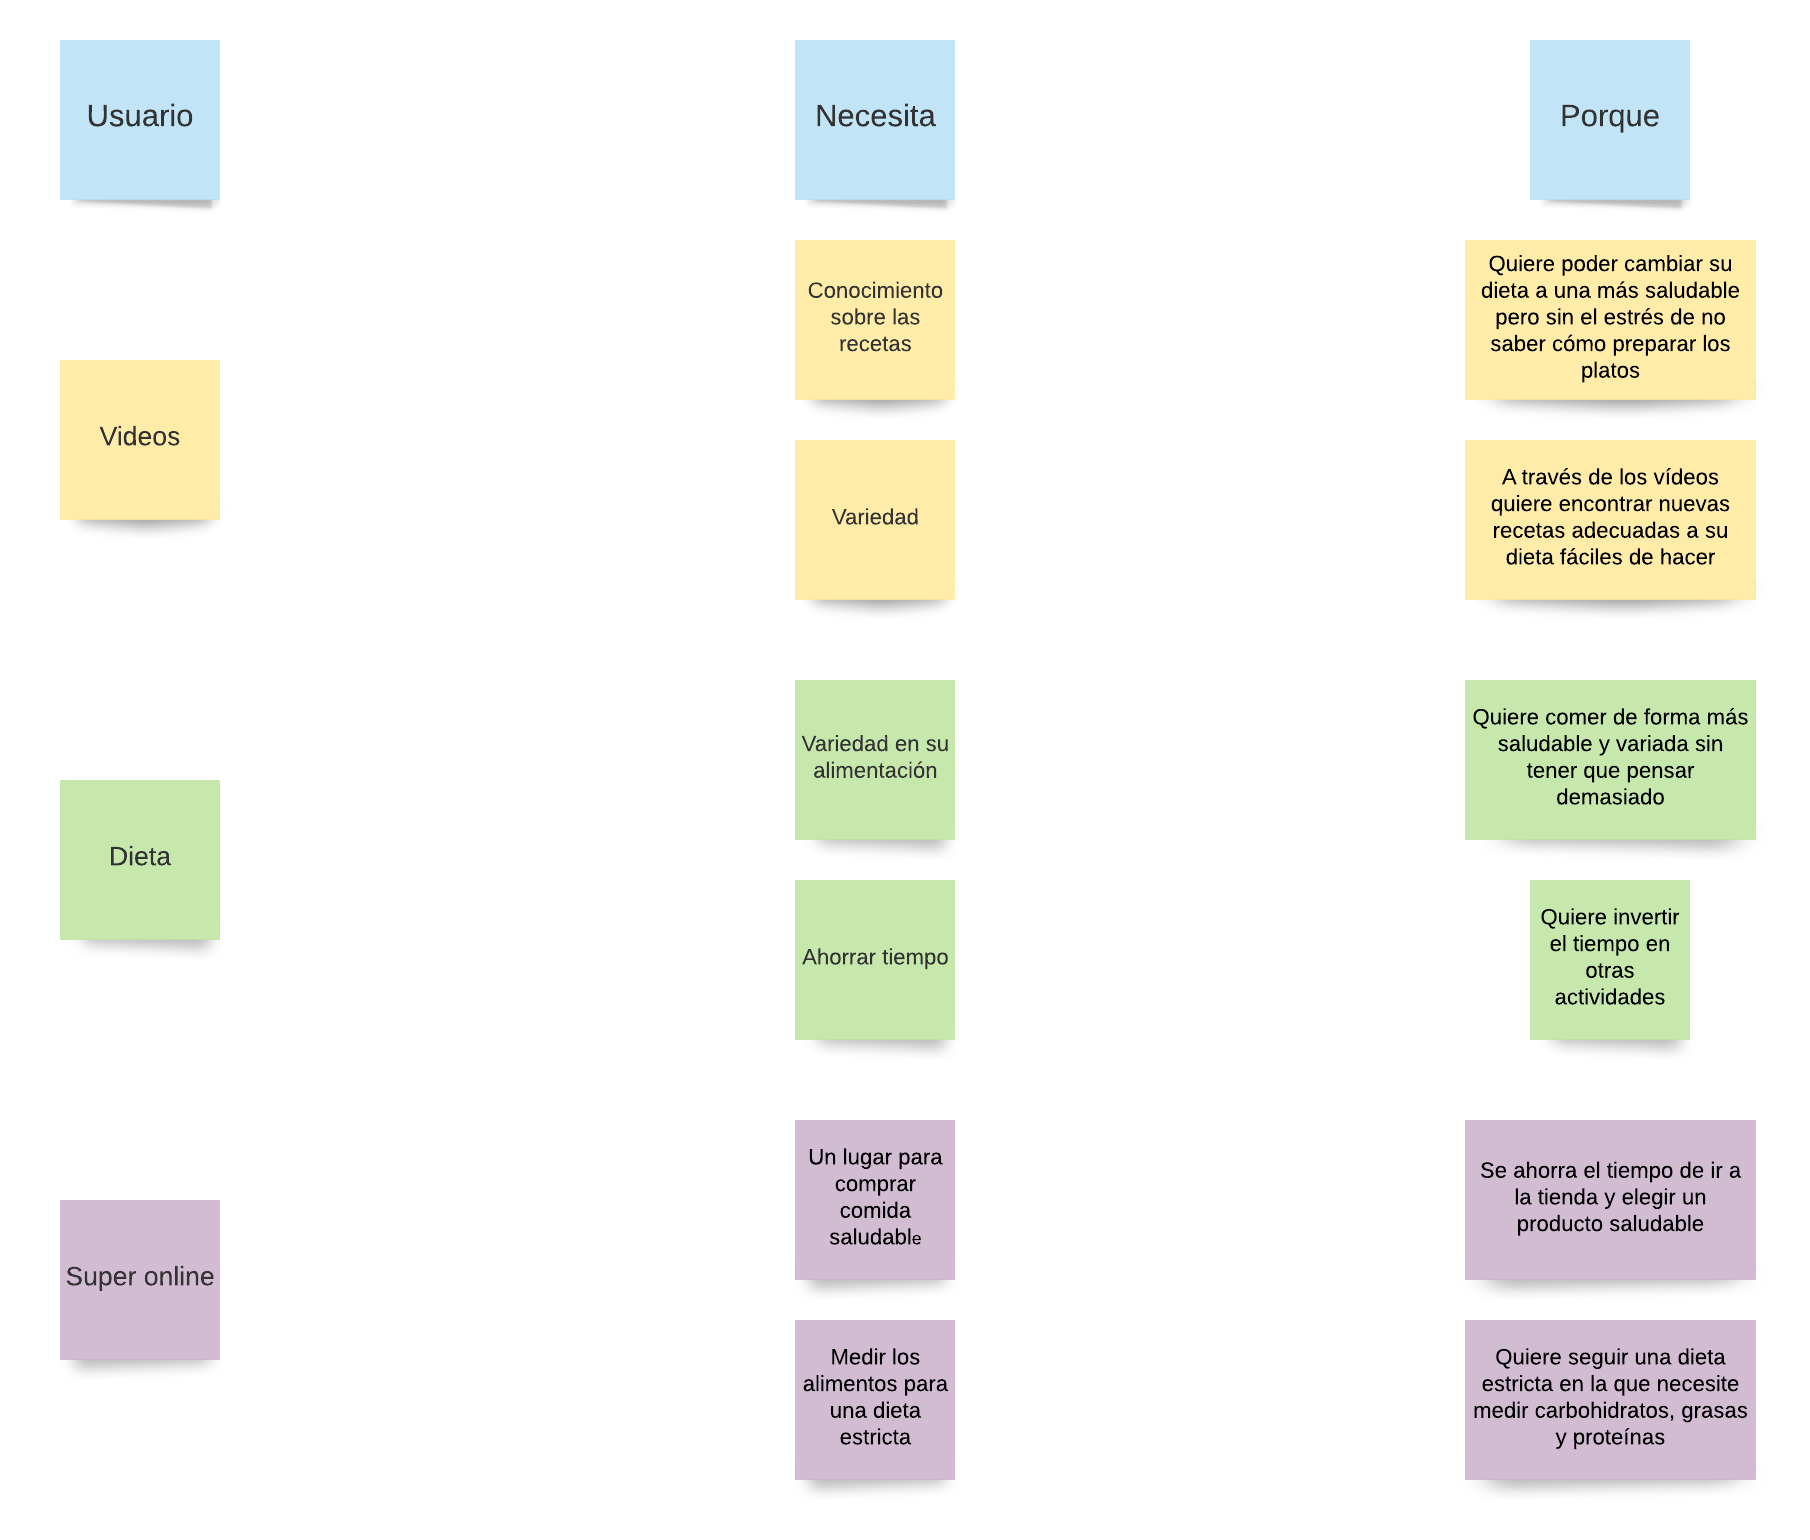 Usuario
Necesita
Porque
Videos
Conocimiento
sobre las
recetas
Quiere poder cambiar su
dieta a una más saludable
pero sin el estrés de no
saber cómo preparar los
platos
Variedad
A través de los vídeos
quiere encontrar nuevas
recetas adecuadas a su
dieta fáciles de hacer
Dieta
Variedad en su
alimentación
Quiere comer de forma más
saludable y variada sin
tener que pensar
demasiado
Ahorrar tiempo
Quiere invertir
el tiempo en
otras
actividades
Super online
Un lugar para
comprar
comida
saludable
Se ahorra el tiempo de ir a
la tienda y elegir un
producto saludable
Medir los
alimentos para
una dieta
estricta
Quiere seguir una dieta
estricta en la que necesite
medir carbohidratos, grasas
y proteínas